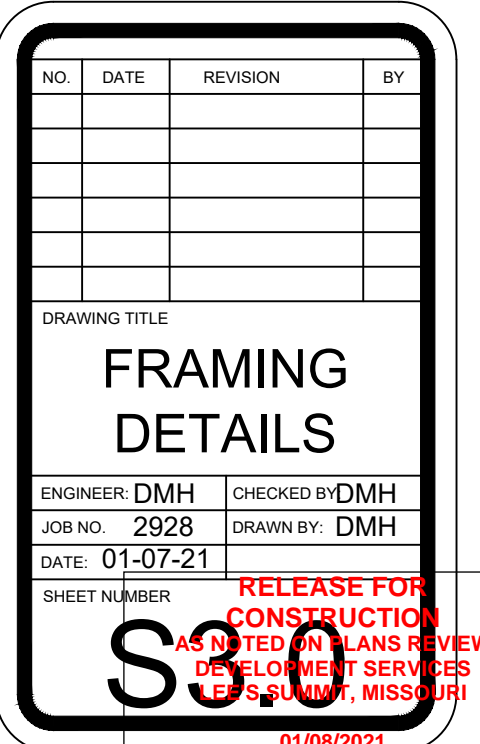 NO. DATE REVISION BY
DRAWING TITLE
FRAMING
DETAILS
ENGINEER: DMH CHECKED BY DMH
JOB NO. 2928 DRAWN BY: DMH
DATE: 01-07-21
SHEET NUMBER
S3.0
RELEASE FOR
CONSTRUCTION
AS NOTED ON PLANS REVIEW
DEVELOPMENT SERVICES
LEE'S SUMMIT, MISSOURI
01/08/2021